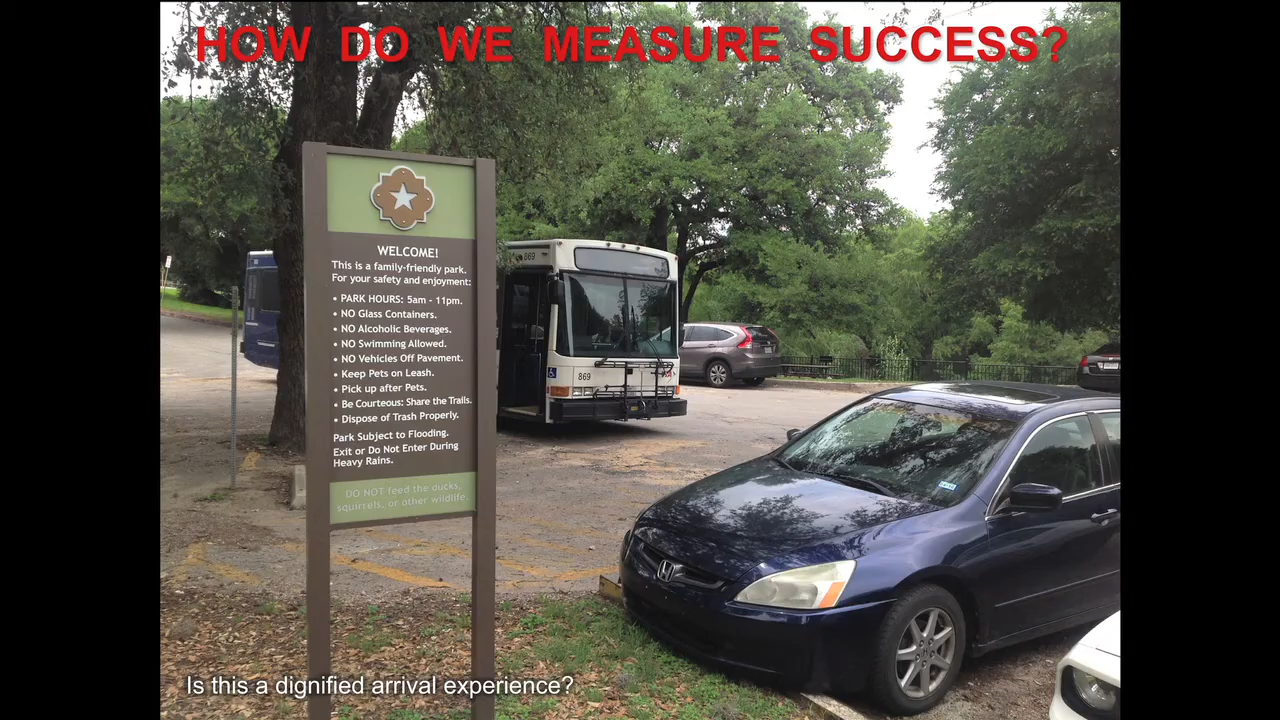 HOW DO WE MEASURE SUCCESS?
WELCOME!
This is a family-friendly park.
For your safety and enjoyment:
• PARK HOURS: 5am - 11pm.
• NO Glass Containers.
• NO Alcoholic Beverages.
• NO Swimming Allowed.
• NO Vehicles Off Pavement.
• Keep Pets on Leash.
• Pick up after Pets.
• Be Courteous: Share the Trails.
• Dispose of Trash Properly.
Park Subject to Flooding.
Exit or Do Not Enter During
Heavy Rains.
DO NOT feed the ducks,
squirrels, or other wildlife.
869
869
Is this a dignified arrival experience?